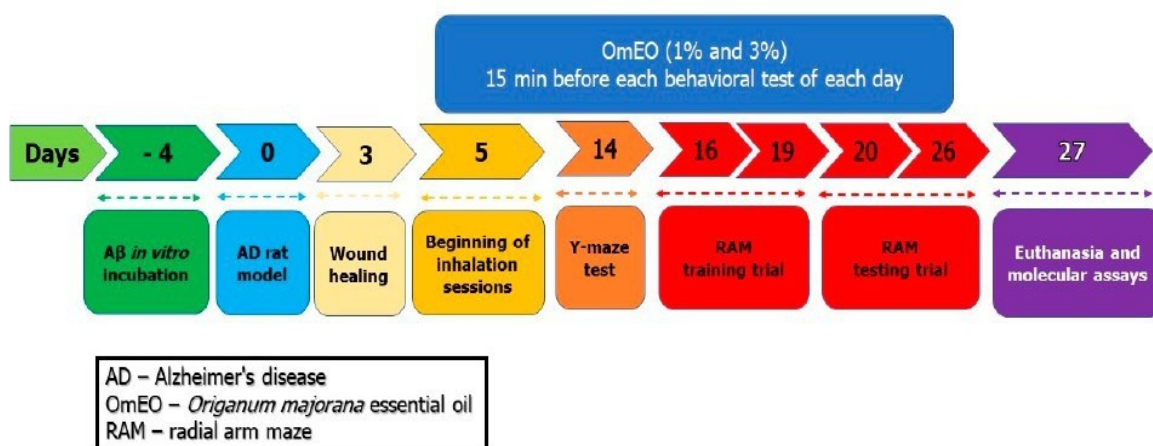 OmEO (1% and 3%)
15 min before each behavioral test of each day
Days
- 4
0
3
5
14
16
19
20
26
27
Aβ in vitro
incubation
AD rat
model
Wound
healing
Beginning of
inhalation
sessions
Y-maze
test
RAM
training trial
RAM
testing trial
Euthanasia and
molecular assays
AD – Alzheimer's disease
OmEO – Origanum majorana essential oil
RAM – radial arm maze